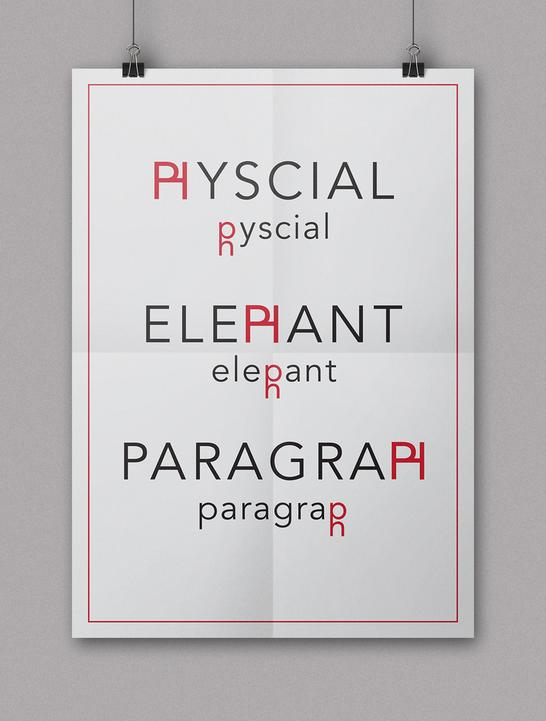 PHYSCIAL
physcial
ELEPHANT
elephant
PARAGRAPH
paragraph